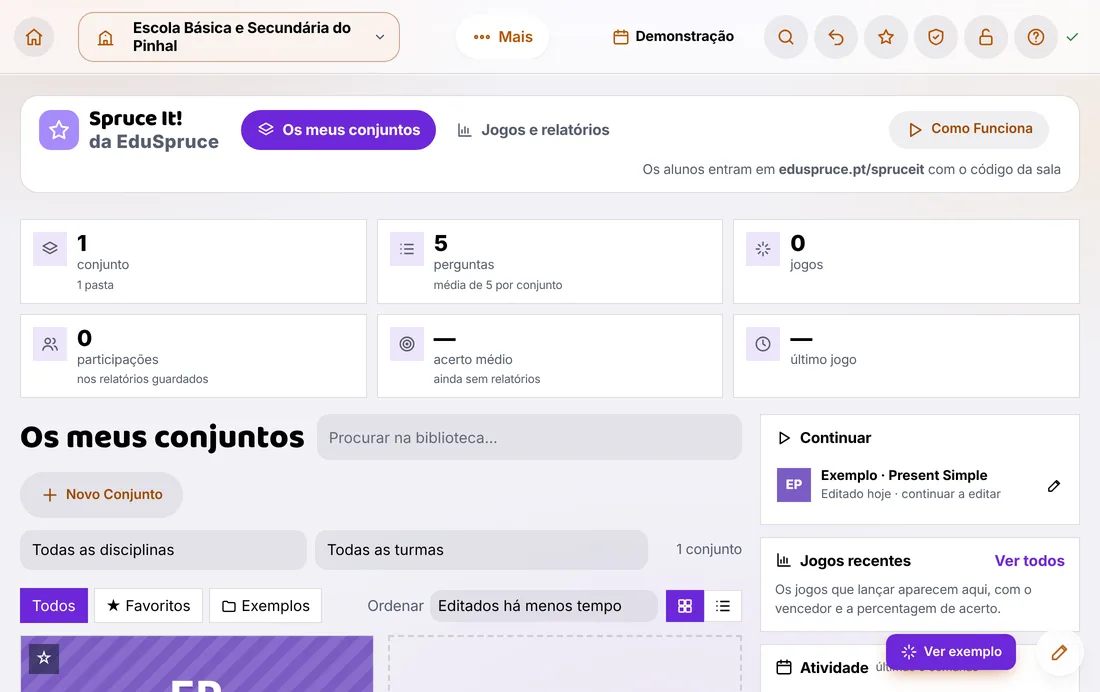 Escola Básica e Secundária do
Pinhal
Mais
Demonstração
Spruce It!
da EduSpruce
Os meus conjuntos
Jogos e relatórios
Como Funciona
Os alunos entram em eduspruce.pt/spruceit com o código da sala
1
conjunto
1 pasta
5
perguntas
média de 5 por conjunto
0
jogos
0
participações
nos relatórios guardados
—
acerto médio
ainda sem relatórios
—
último jogo
Os meus conjuntos
Procurar na biblioteca...
Novo Conjunto
Todas as disciplinas
Todas as turmas
1 conjunto
Todos
★ Favoritos
Exemplos
Ordenar
Editados há menos tempo
EP
Continuar
EP
Exemplo · Present Simple
Editado hoje · continuar a editar
Jogos recentes
Ver todos
Os jogos que lançar aparecem aqui, com o
vencedor e a percentagem de acerto.
Ver exemplo
Atividade